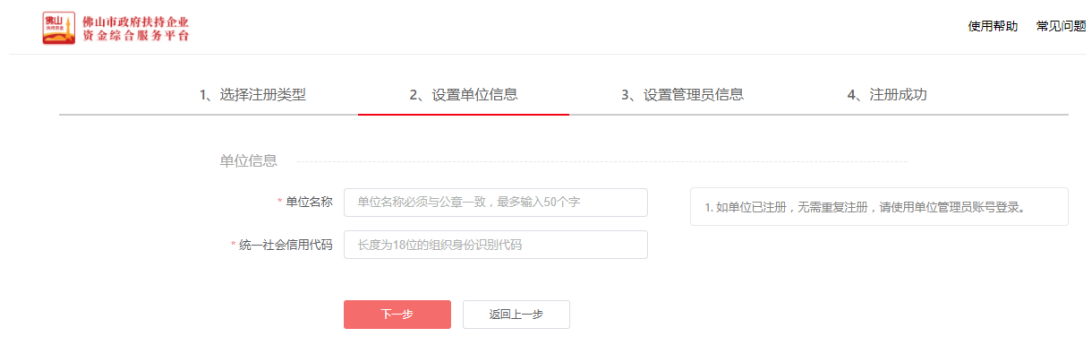 佛山市政府扶持企业
资金综合服务平台
使用帮助 常见问题
1、选择注册类型 2、设置单位信息 3、设置管理员信息 4、注册成功
单位信息
* 单位名称 单位名称必须与公章一致，最多输入50个字
1. 如单位已注册，无需重复注册，请使用单位管理员账号登录。
* 统一社会信用代码 长度为18位的组织身份识别代码
下一步 返回上一步